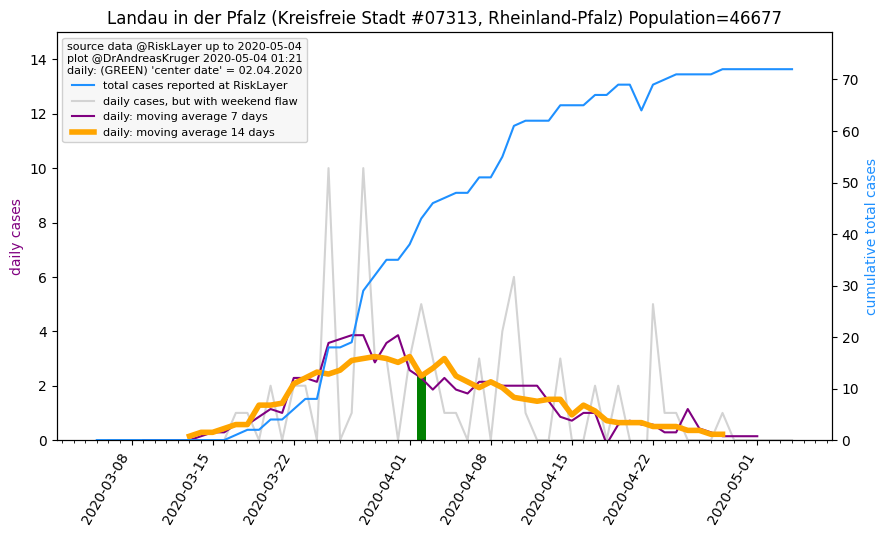 Landau in der Pfalz (Kreisfreie Stadt #07313, Rheinland-Pfalz) Population=46677
source data @RiskLayer up to 2020-05-04
plot @DrAndreasKruger 2020-05-04 01:21
daily: (GREEN) 'center date' = 02.04.2020
total cases reported at RiskLayer
daily cases, but with weekend flaw
daily: moving average 7 days
daily: moving average 14 days
daily cases
14
12
10
8
6
4
2
0
cumulative total cases
70
60
50
40
30
20
10
0
2020-03-08
2020-03-15
2020-03-22
2020-04-01
2020-04-08
2020-04-15
2020-04-22
2020-05-01